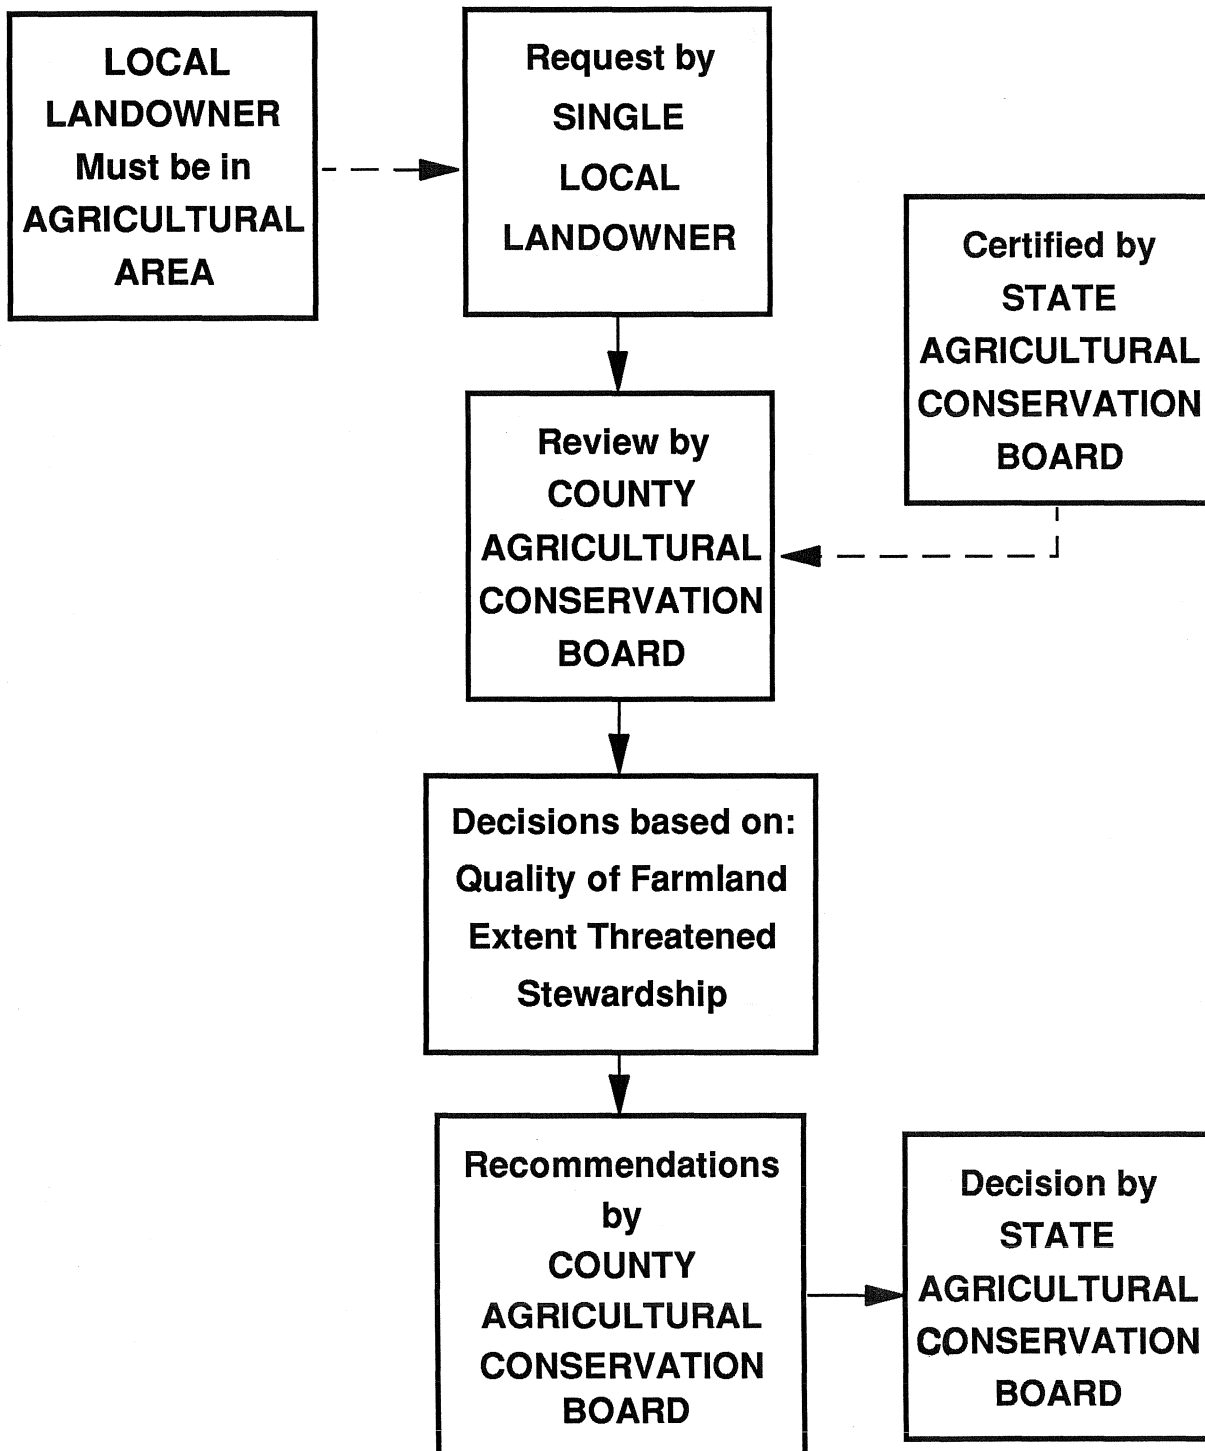 LOCAL
LANDOWNER
Must be in
AGRICULTURAL
AREA
Request by
SINGLE
LOCAL
LANDOWNER
Certified by
STATE
AGRICULTURAL
CONSERVATION
BOARD
Review by
COUNTY
AGRICULTURAL
CONSERVATION
BOARD
Decisions based on:
Quality of Farmland
Extent Threatened
Stewardship
Recommendations
by
COUNTY
AGRICULTURAL
CONSERVATION
BOARD
Decision by
STATE
AGRICULTURAL
CONSERVATION
BOARD